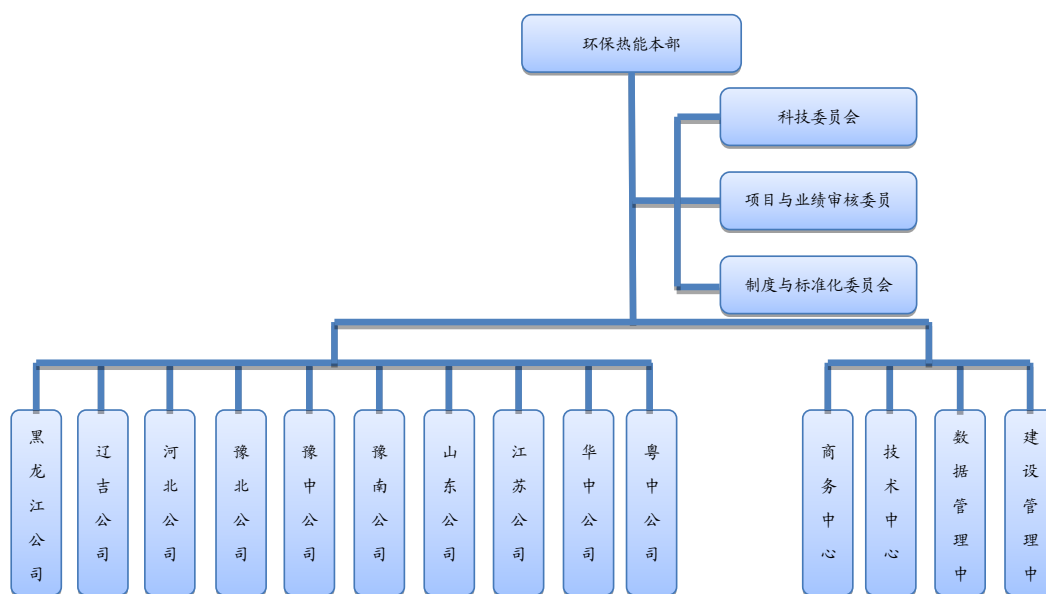 环保热能本部
科技委员会
项目与业绩审核委员
制度与标准化委员会
黑龙江公司
辽吉公司
河北公司
豫北公司
豫中公司
豫南公司
山东公司
江苏公司
华中公司
粤中公司
商务中心
技术中心
数据管理中
建设管理中